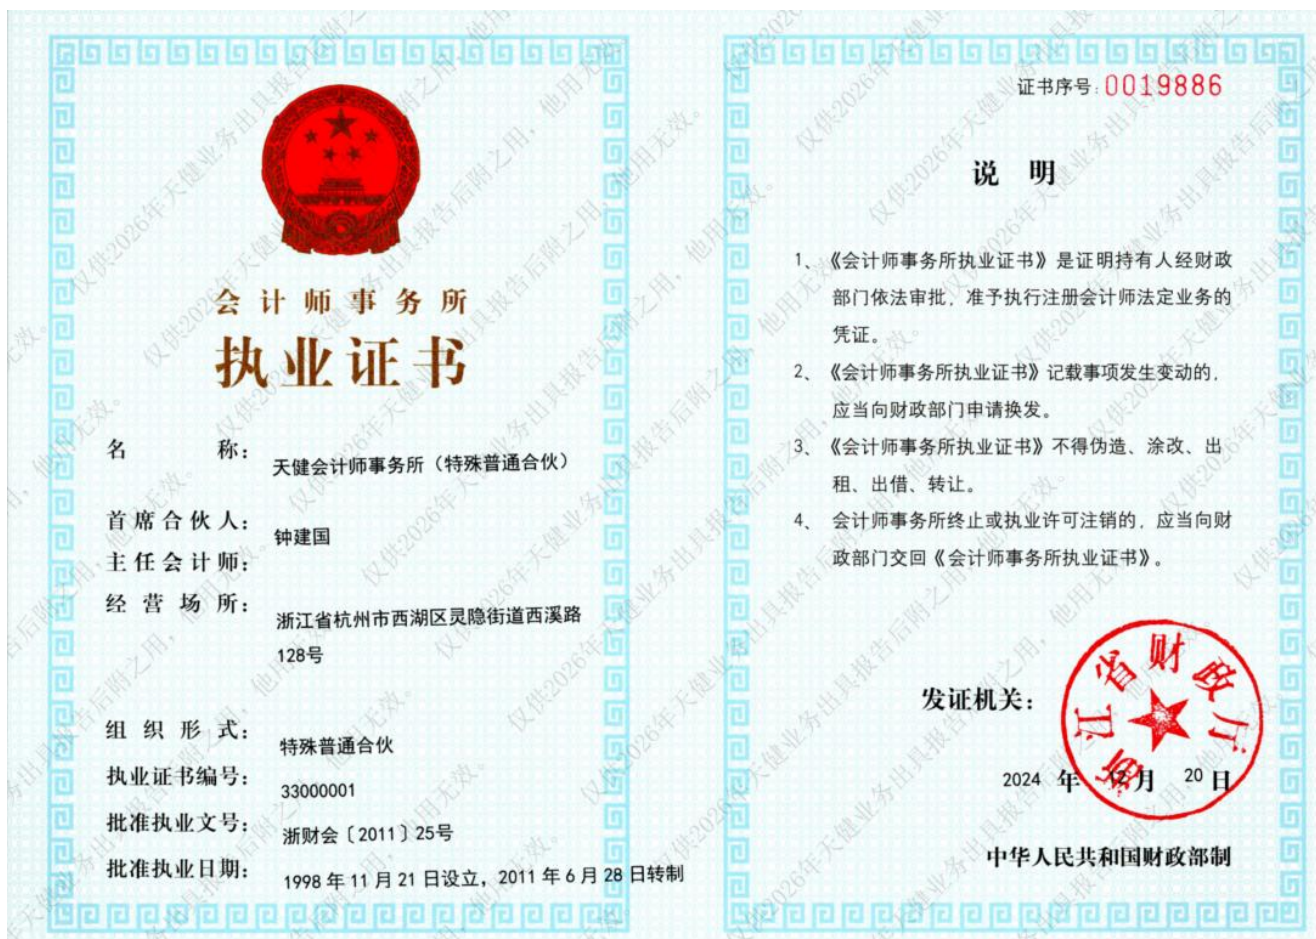 会计师事务所
执业证书
名 称：
天健会计师事务所（特殊普通合伙）
首席合伙人：
钟建国
主任会计师：
经营场所：
浙江省杭州市西湖区灵隐街道西溪路
128号
组织形式：
特殊普通合伙
执业证书编号：
33000001
批准执业文号：
浙财会〔2011〕25号
批准执业日期：
1998年11月21日设立，2011年6月28日转制
证书序号：0019886
说 明
1、《会计师事务所执业证书》是证明持有人经财政
部门依法审批，准予执行注册会计师法定业务的
凭证。
2、《会计师事务所执业证书》记载事项发生变动的，
应当向财政部门申请换发。
3、《会计师事务所执业证书》不得伪造、涂改、出
租、出借、转让。
4、会计师事务所终止或执业许可注销的，应当向财
政部门交回《会计师事务所执业证书》。
发证机关：
浙江省财政厅
2024年12月20日
中华人民共和国财政部制
仅供2026年天健业务出具报告后附之用，他用无效。